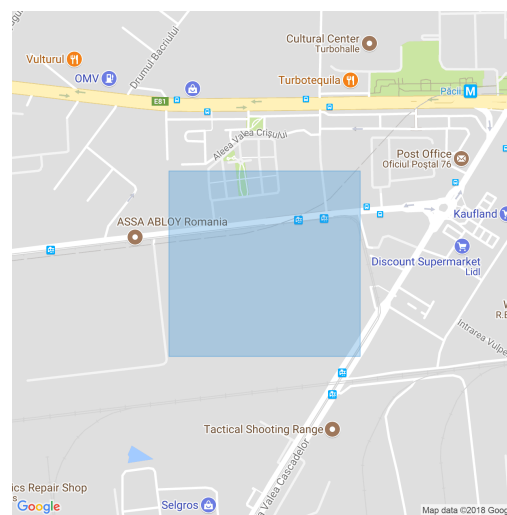 Cultural Center
Turbohalle
Vulturul
OMV
Drumul Bacriului
Turbotequila
Păcii
M
E81
Aleea Valea Crișului
Post Office
Oficiul Poștal 76
ASSA ABLOY Romania
Kaufland
Discount Supermarket
Lidl
W
R.E
Intrarea Vulpe
Tactical Shooting Range
a Valea Cascadelor
ics Repair Shop
s
Selgros
Google
Map data ©2018 Goog